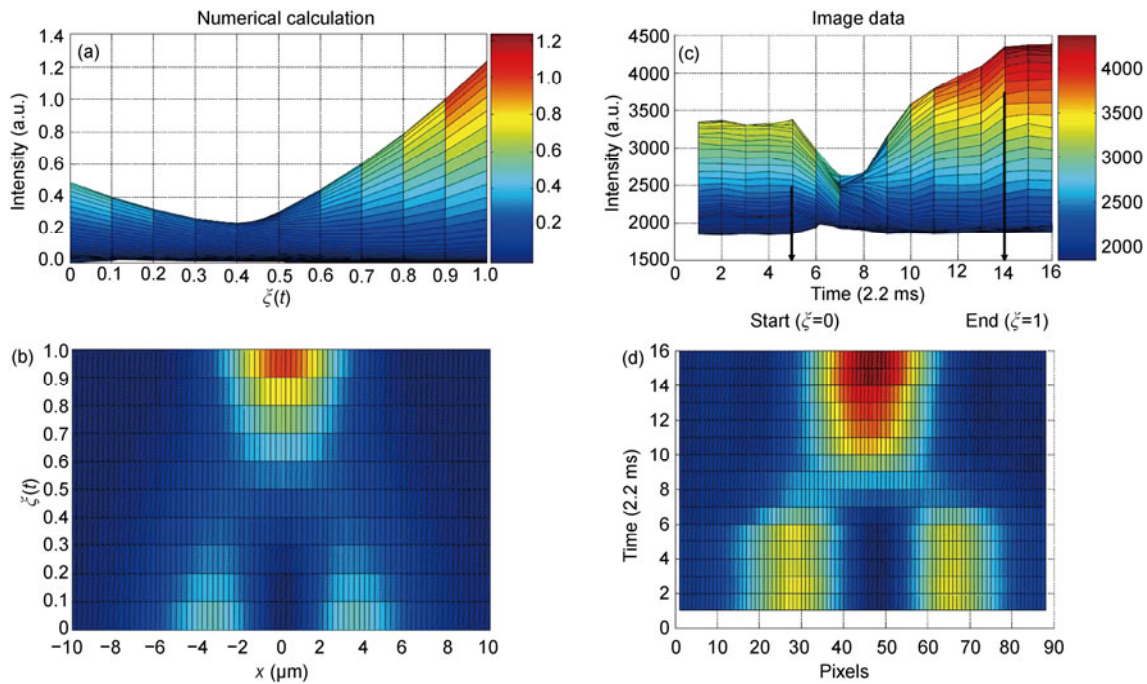 Numerical calculation
(a)
Intensity (a.u.)
1.4
1.2
1.0
0.8
0.6
0.4
0.2
0.0
0 0.1 0.2 0.3 0.4 0.5 0.6 0.7 0.8 0.9 1.0
ξ(t)
1.2
1.0
0.8
0.6
0.4
0.2
Image data
(c)
Intensity (a.u.)
4500
4000
3500
3000
2500
2000
1500
0 2 4 6 8 10 12 14 16
Time (2.2 ms)
4000
3500
3000
2500
2000
Start (ξ=0) End (ξ=1)
(b)
ξ(t)
1.0
0.9
0.8
0.7
0.6
0.5
0.4
0.3
0.2
0.1
0
−10 −8 −6 −4 −2 0 2 4 6 8 10
x (μm)
(d)
Time (2.2 ms)
16
14
12
10
8
6
4
2
0 10 20 30 40 50 60 70 80 90
Pixels